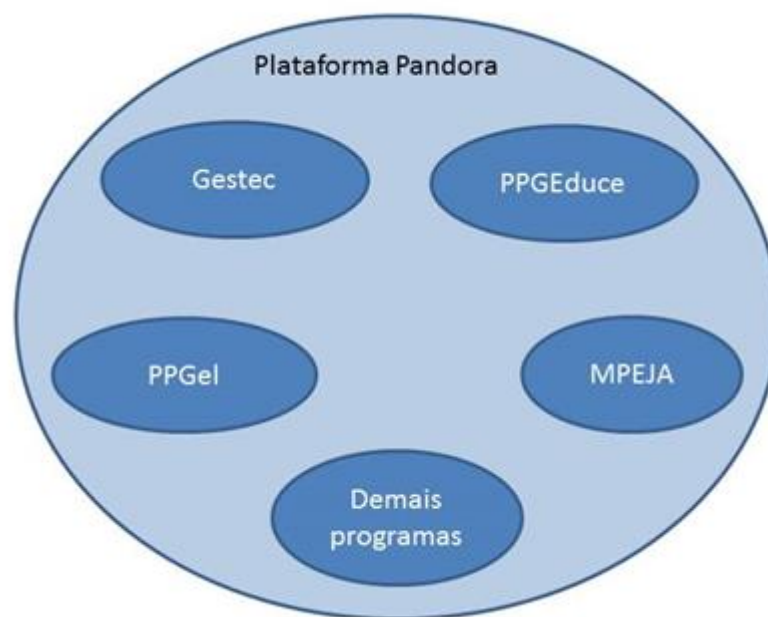 Plataforma Pandora
Gestec
PPGEduce
PPGel
MPEJA
Demais
programas